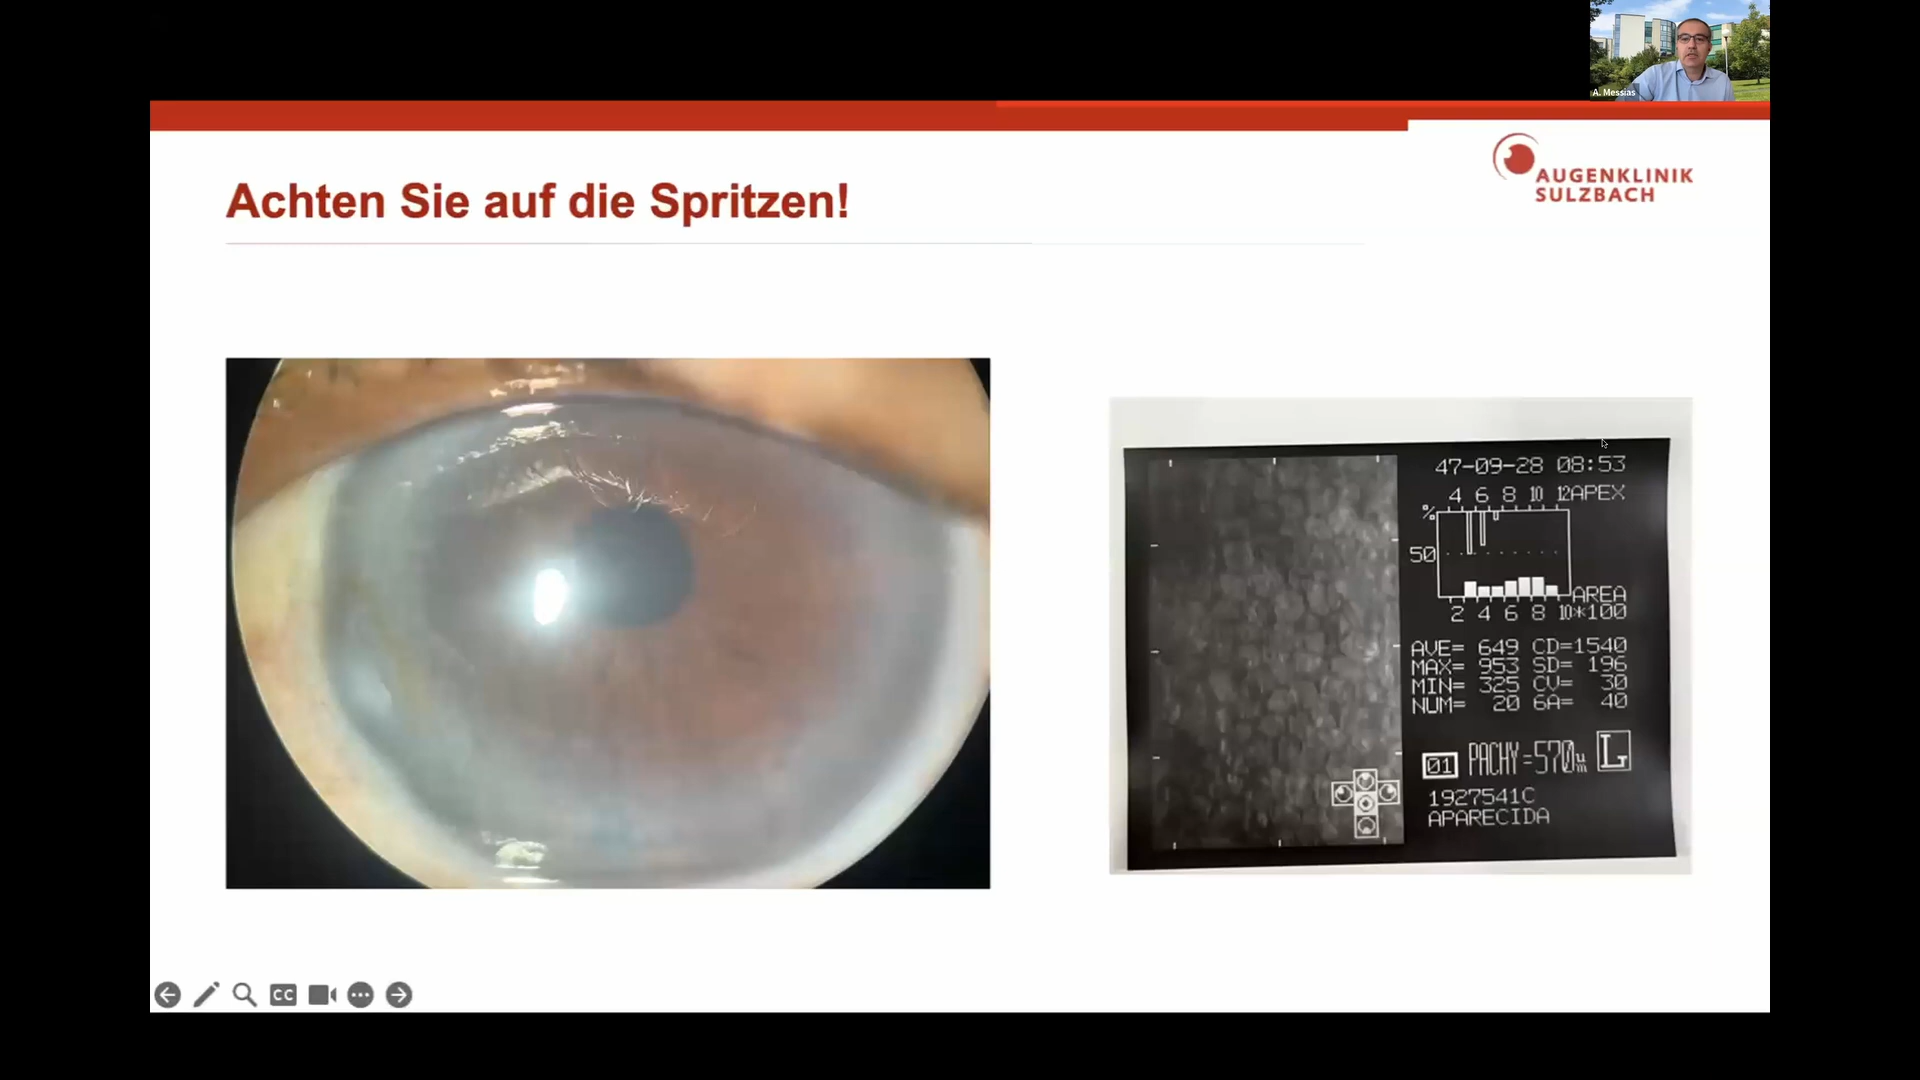 A. Messias
AUGENKLINIK
SULZBACH
Achten Sie auf die Spritzen!
47-09-28 08:53
4 6 8 10 12APEX
%
50
AREA
2 4 6 8 10*100
AVE= 649 CD=1540
MAX= 953 SD= 196
MIN= 325 CV= 30
NUM= 20 6A= 40
01 PACHY=570μm L
1927541C
APARECIDA
CC